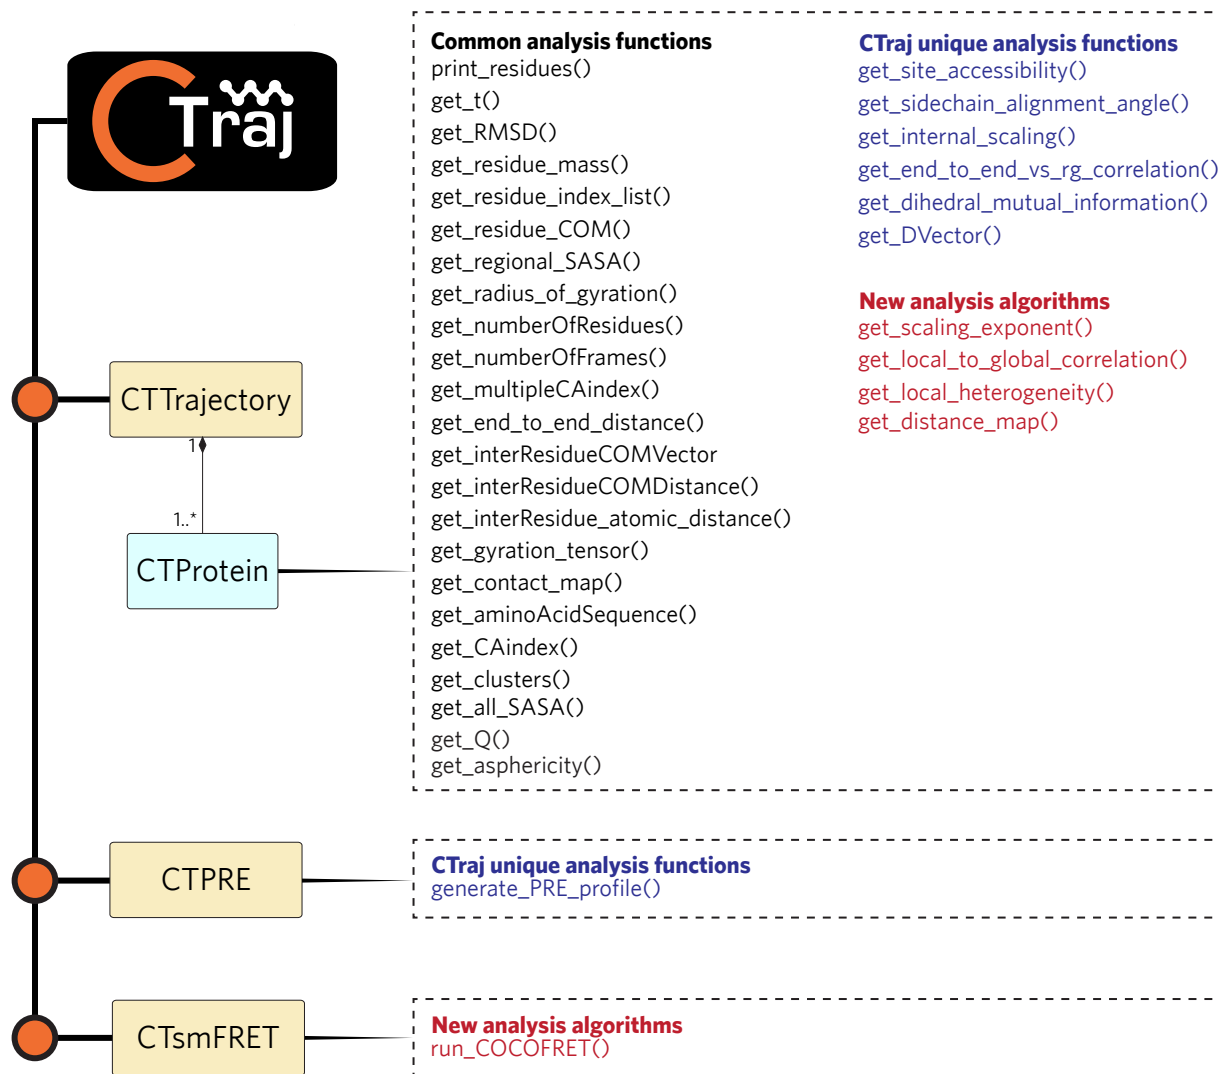 CTraj
CTTrajectory
1
1..*
CTProtein
Common analysis functions
print_residues()
get_t()
get_RMSD()
get_residue_mass()
get_residue_index_list()
get_residue_COM()
get_regional_SASA()
get_radius_of_gyration()
get_numberOfResidues()
get_numberOfFrames()
get_multipleCAindex()
get_end_to_end_distance()
get_interResidueCOMVector
get_interResidueCOMDistance()
get_interResidue_atomic_distance()
get_gyration_tensor()
get_contact_map()
get_aminoAcidSequence()
get_CAindex()
get_clusters()
get_all_SASA()
get_Q()
get_asphericity()
CTraj unique analysis functions
get_site_accessibility()
get_sidechain_alignment_angle()
get_internal_scaling()
get_end_to_end_vs_rg_correlation()
get_dihedral_mutual_information()
get_DVector()
New analysis algorithms
get_scaling_exponent()
get_local_to_global_correlation()
get_local_heterogeneity()
get_distance_map()
CTPRE
CTraj unique analysis functions
generate_PRE_profile()
CTsmFRET
New analysis algorithms
run_COCOFRET()